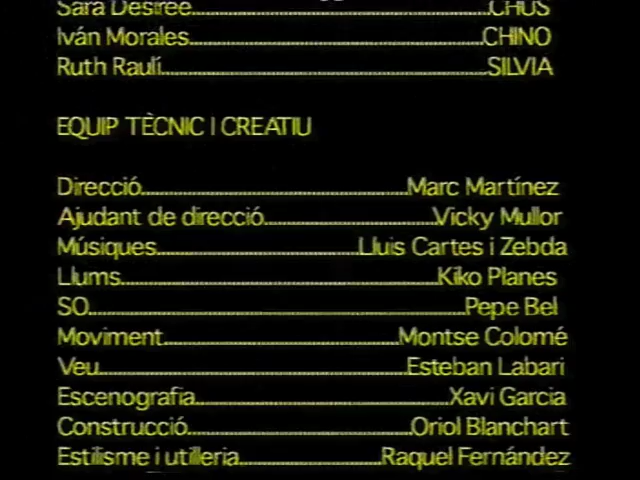 Sara Desirée..........CHUS
Iván Morales..........CHINO
Ruth Raulí..........SILVIA
EQUIP TÈCNIC I CREATIU
Direcció..........Marc Martínez
Ajudant de direcció..........Vicky Mullor
Músiques..........Lluis Cartes i Zebda
Llums..........Kiko Planes
SO..........Pepe Bel
Moviment..........Montse Colomé
Veu..........Esteban Labari
Escenografia..........Xavi Garcia
Construcció..........Oriol Blanchart
Estilisme i utilleria..........Raquel Fernández